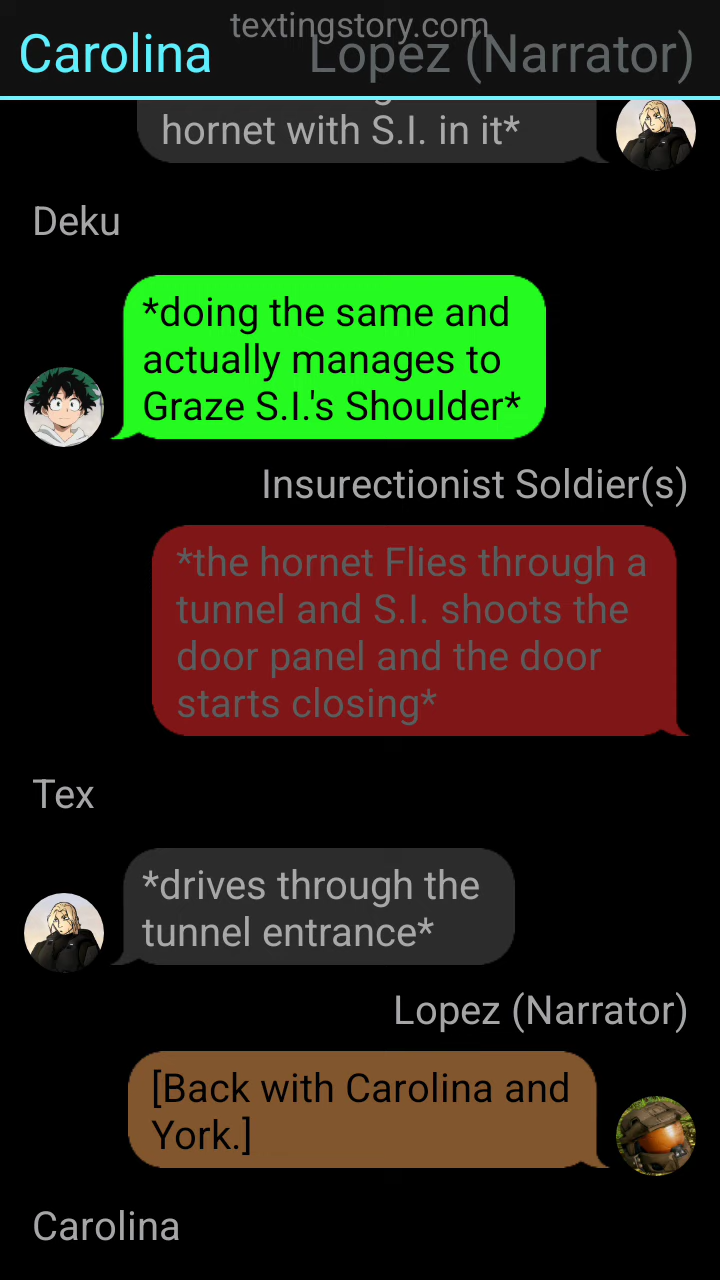 textingstory.com
Carolina
Lopez (Narrator)
hornet with S.I. in it*
Deku
*doing the same and
actually manages to
Graze S.I.'s Shoulder*
Insurectionist Soldier(s)
*the hornet Flies through a
tunnel and S.I. shoots the
door panel and the door
starts closing*
Tex
*drives through the
tunnel entrance*
Lopez (Narrator)
[Back with Carolina and
York.]
Carolina